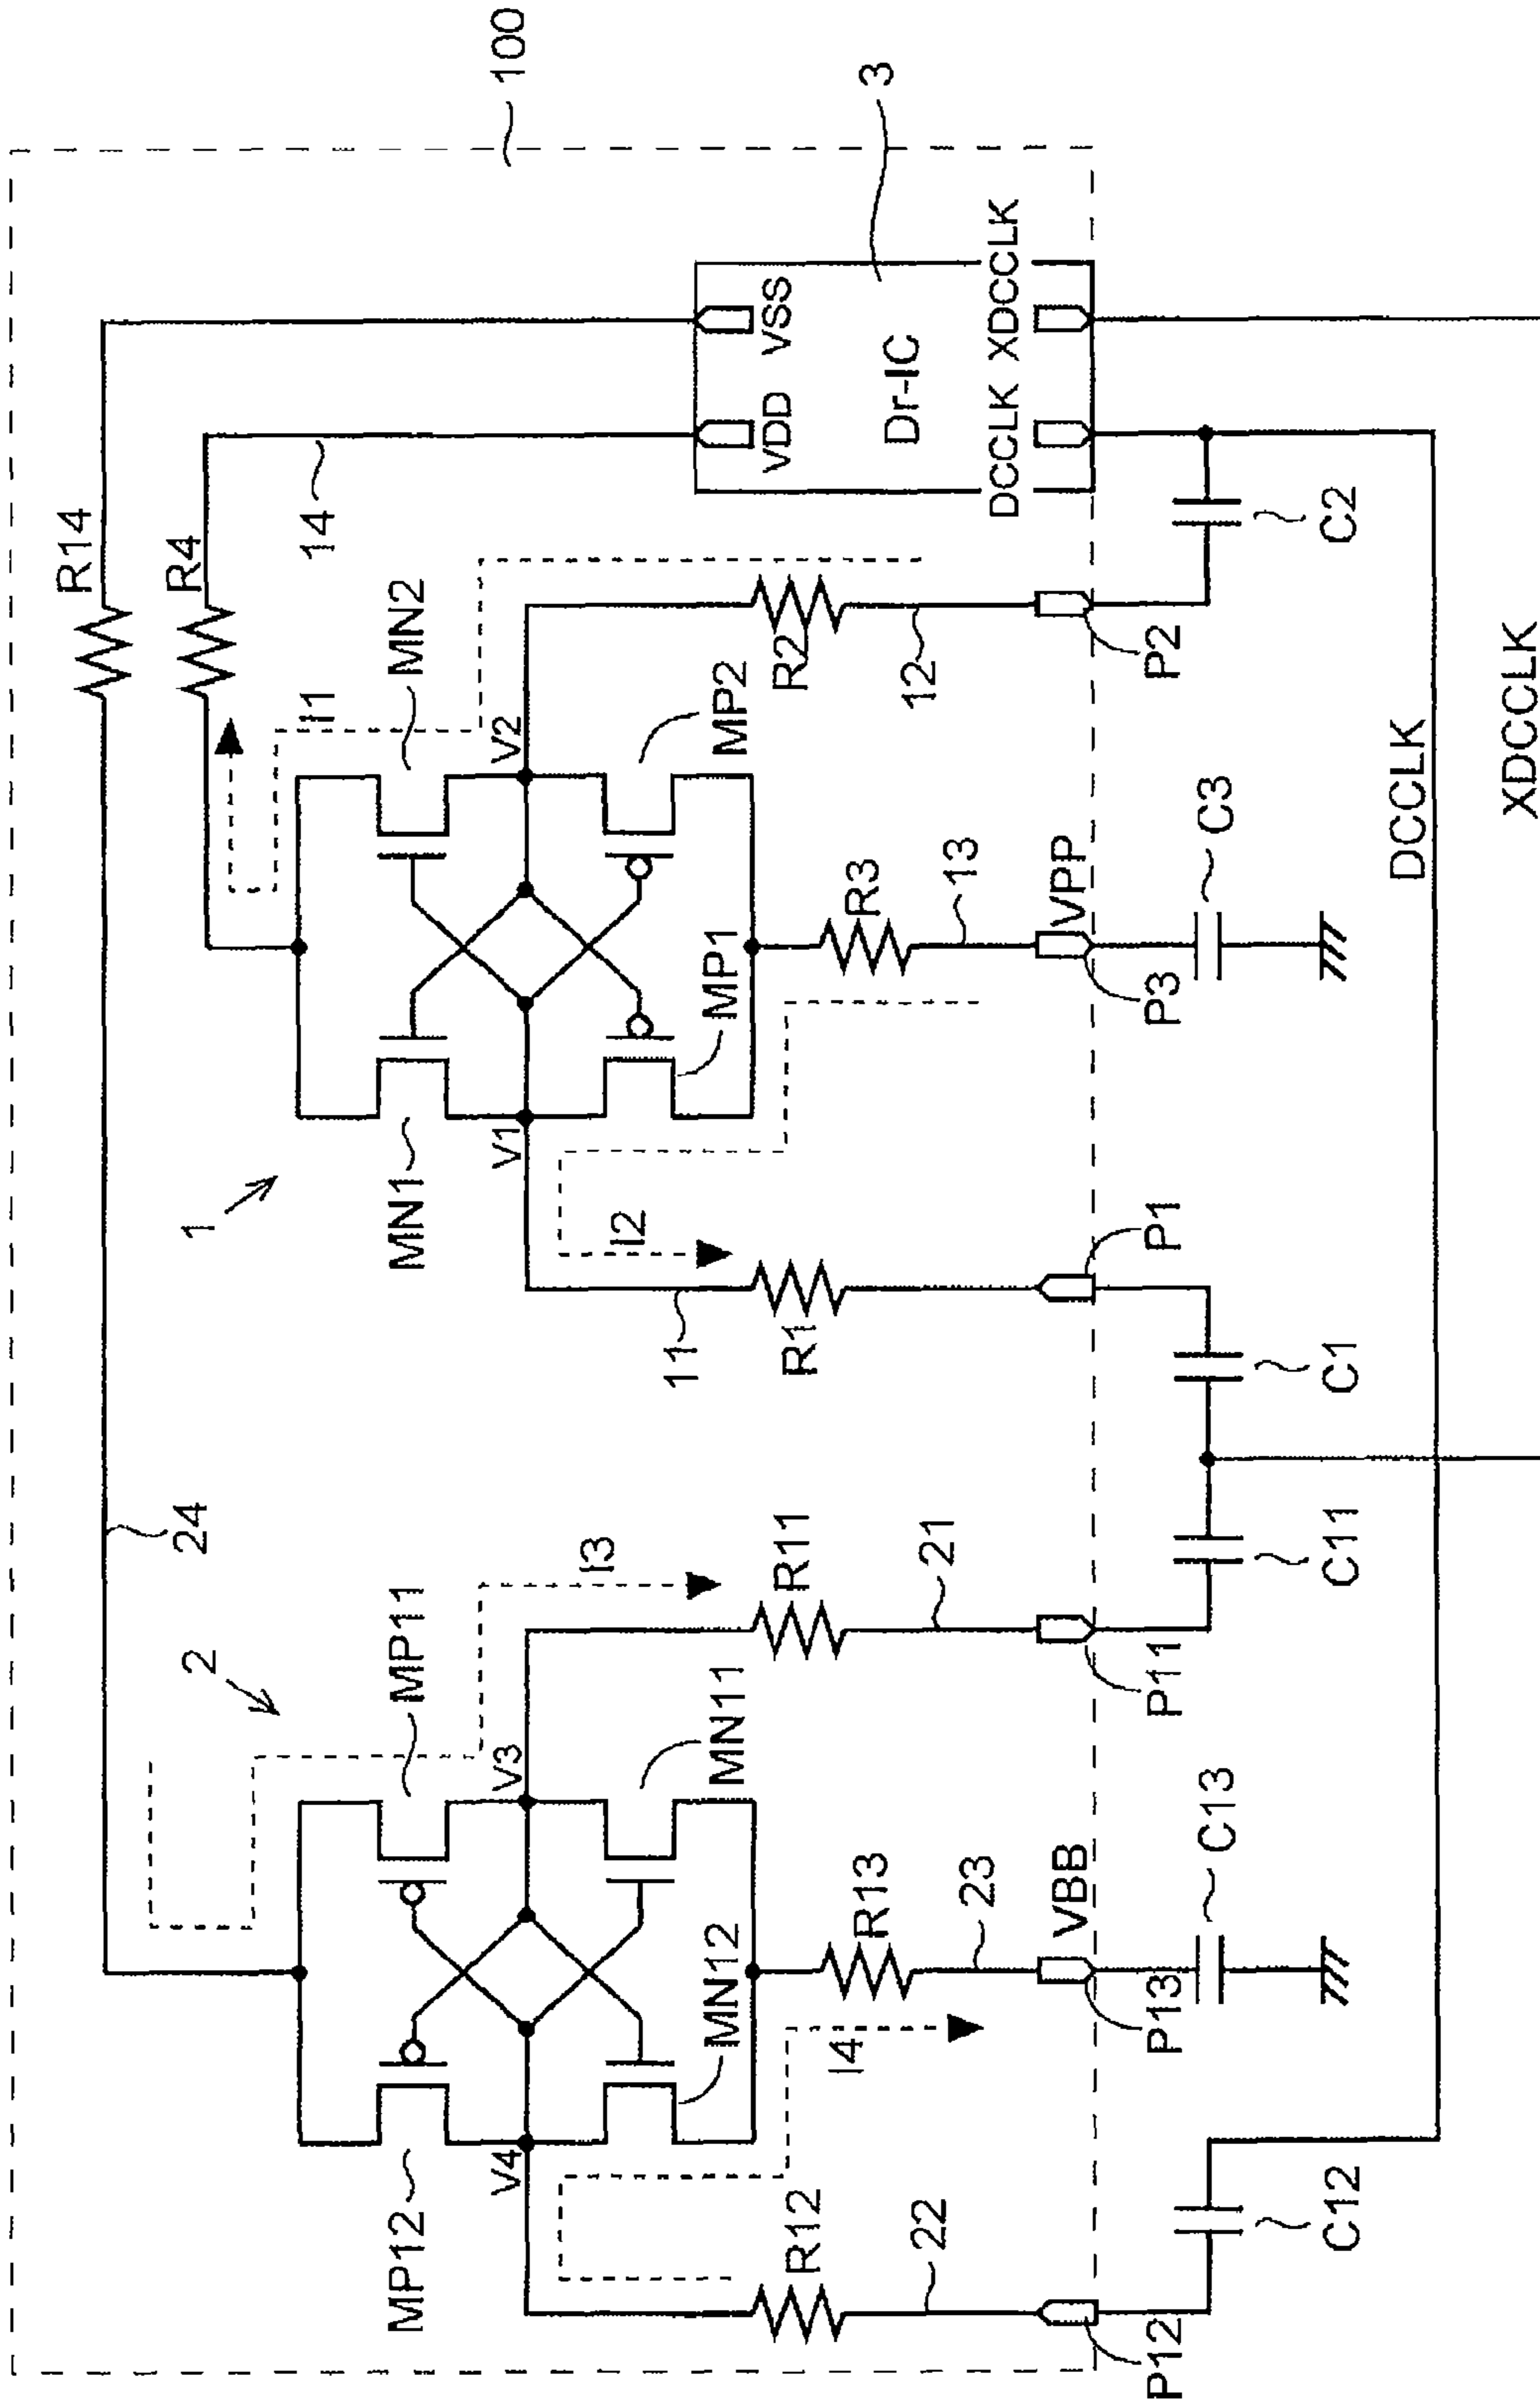 100
3
R14
R4
14
VDD
VSS
Dr-IC
DCCLK
XDCCLK
I1
MN2
V2
MP2
R2
12
P2
C2
1
MN1
V1
MP1
R3
13
VPP
P3
C3
I2
11
R1
P1
C1
24
2
MP11
V3
I3
MN11
R11
21
P11
C11
MP12
V4
MN12
R13
23
VBB
P13
C13
I4
R12
22
P12
C12
DCCLK
XDCCLK